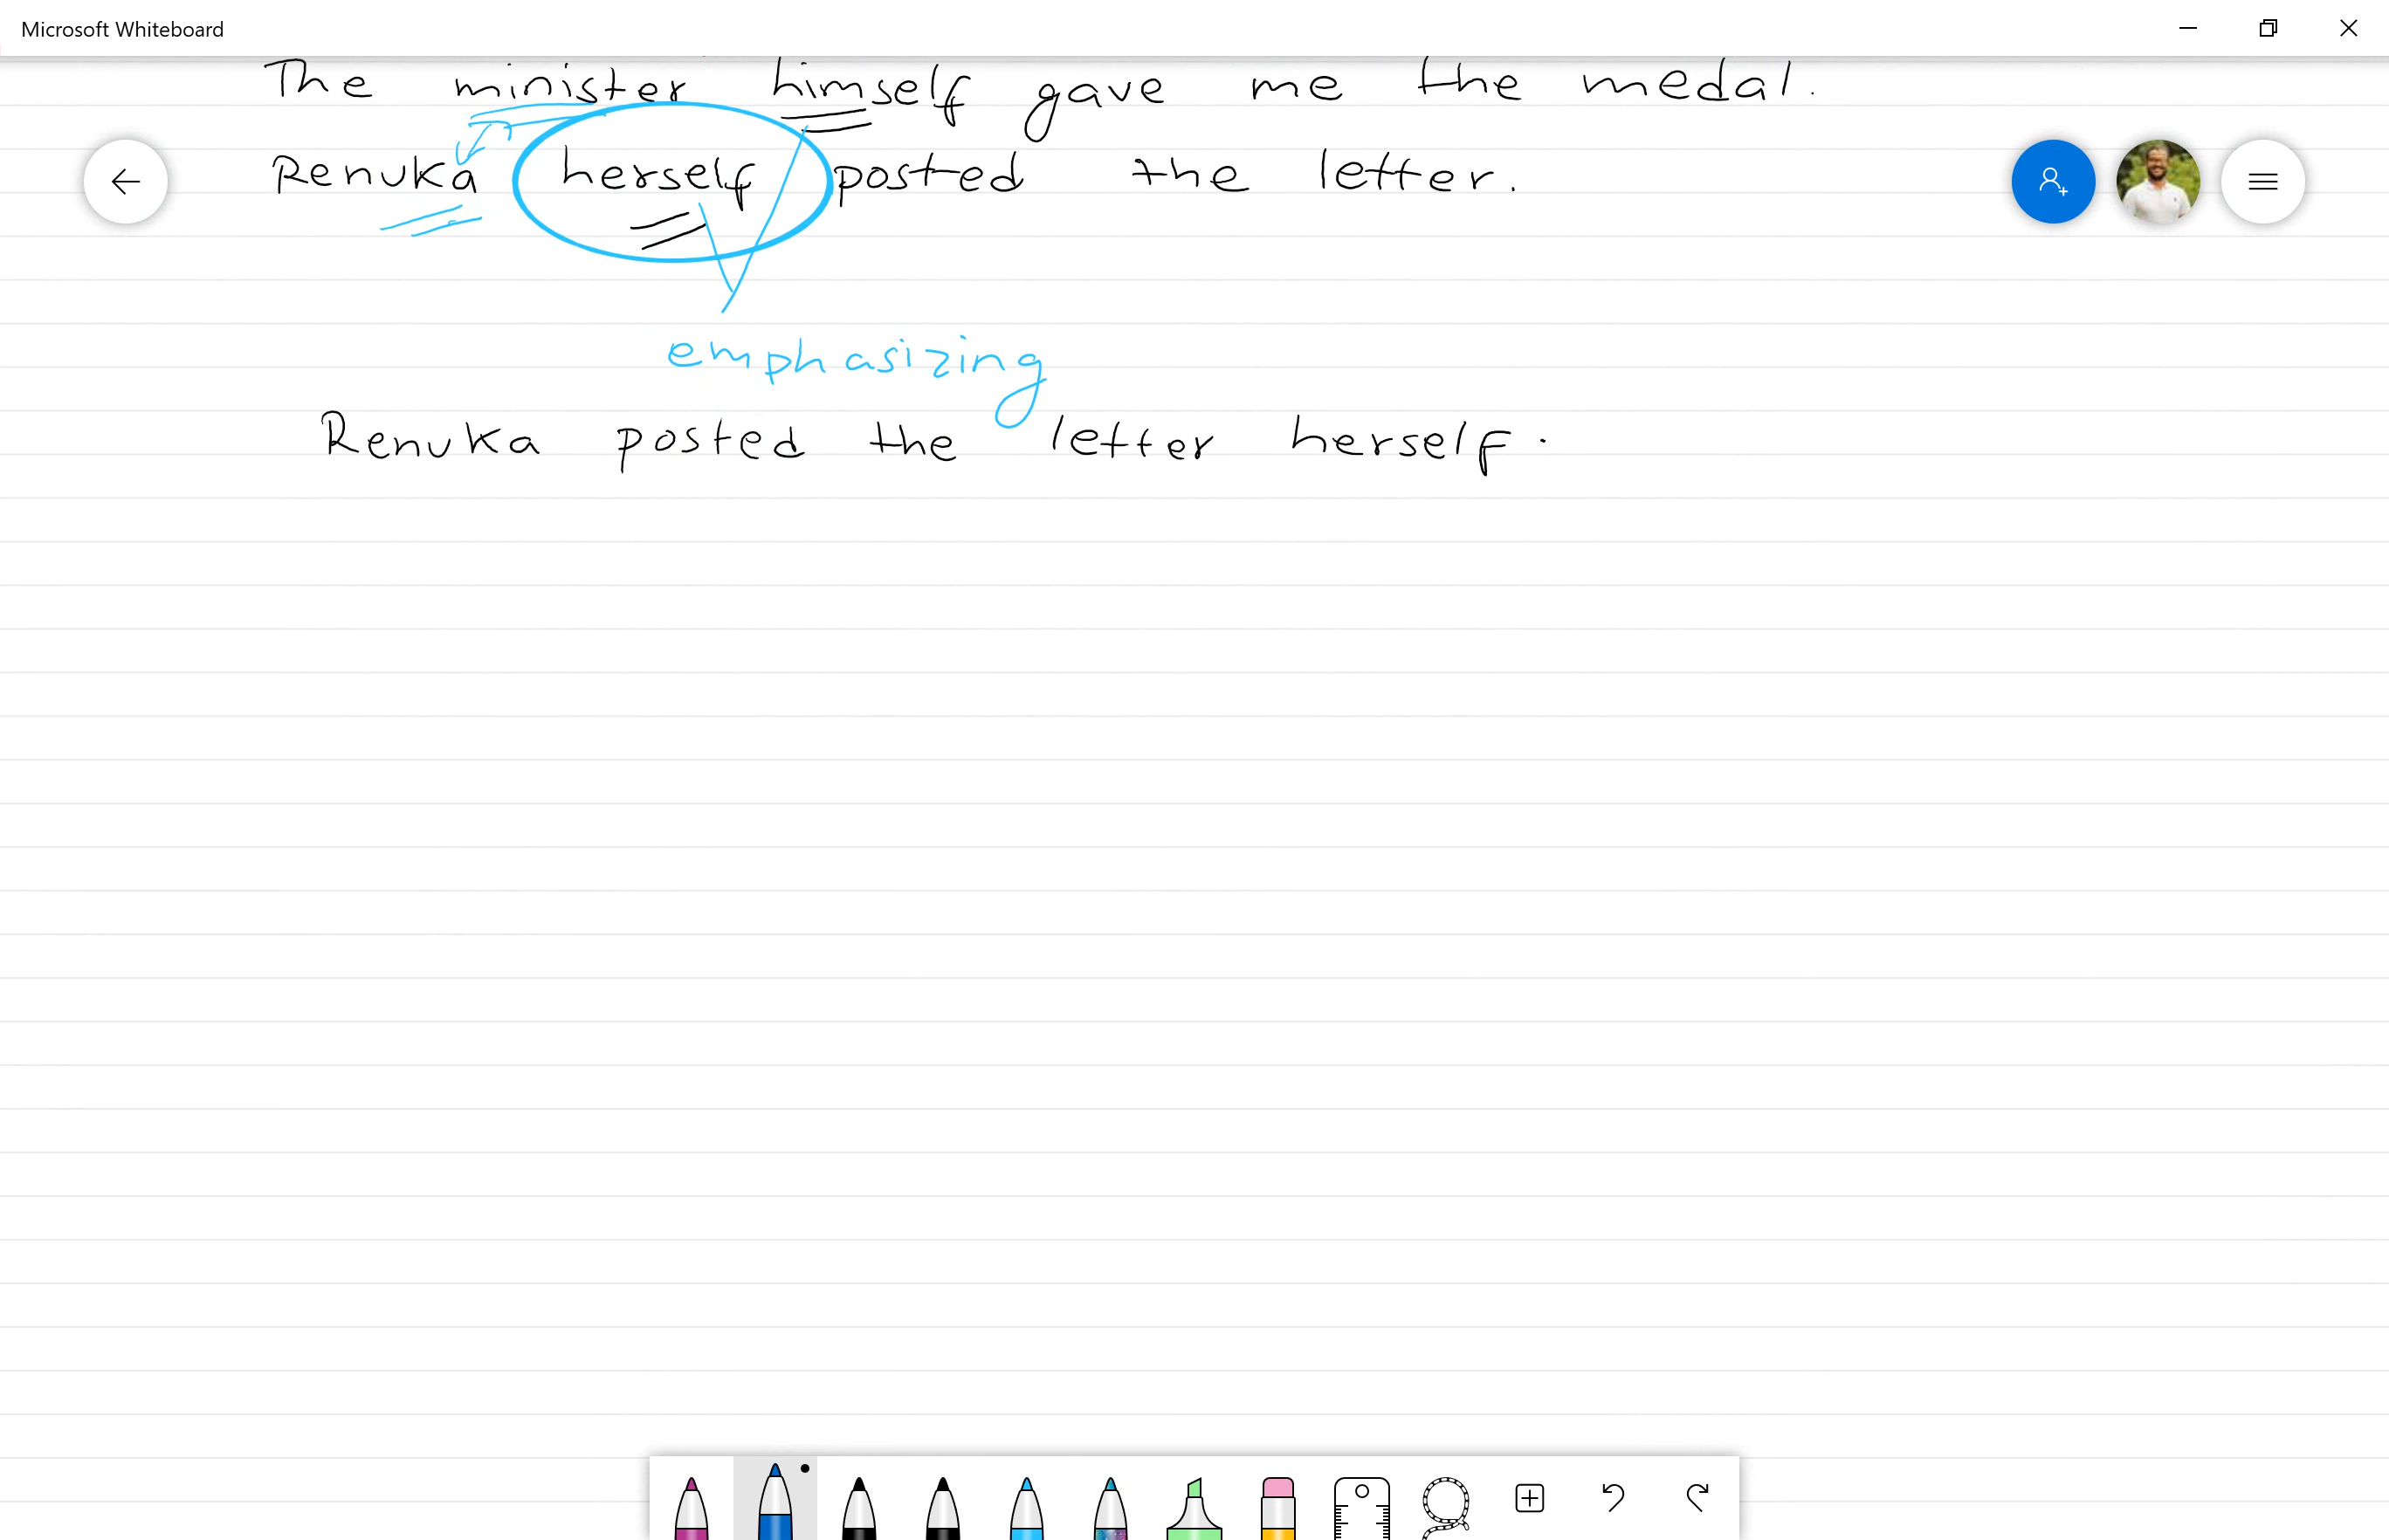 Microsoft Whiteboard
The minister himself gave me the medal.
Renuka herself posted the letter.
emphasizing
Renuka posted the letter herself.